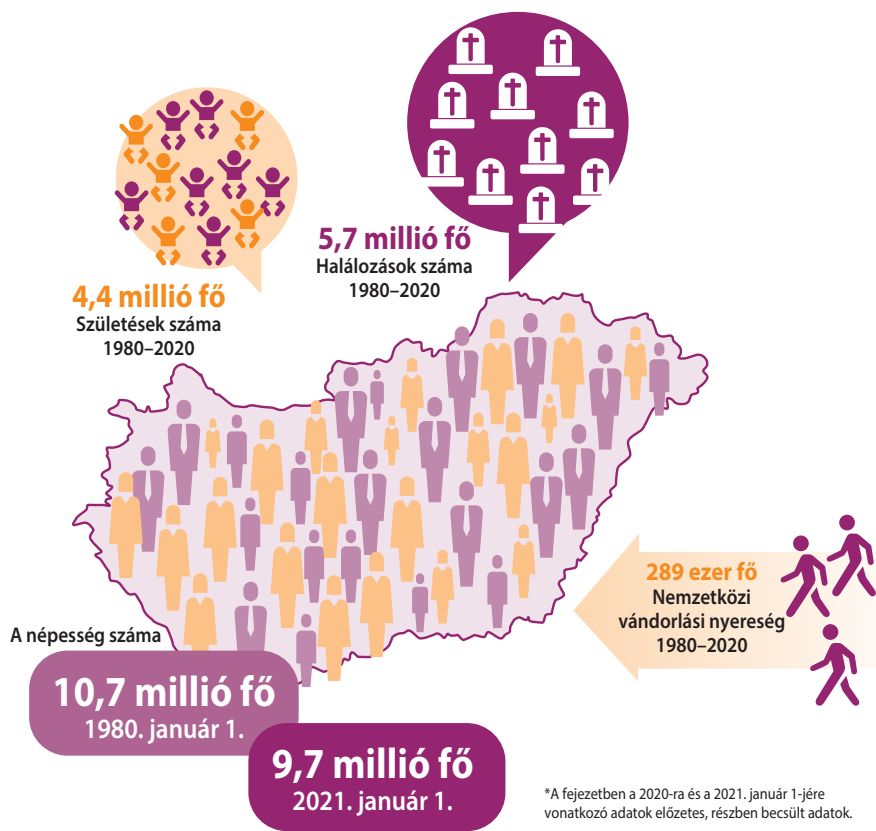 5,7 millió fő
Halálozások száma
1980–2020
4,4 millió fő
Születések száma
1980–2020
289 ezer fő
Nemzetközi
vándorlási nyereség
1980–2020
A népesség száma
10,7 millió fő
1980. január 1.
9,7 millió fő
2021. január 1.
*A fejezetben a 2020-ra és a 2021. január 1-jére
vonatkozó adatok előzetes, részben becsült adatok.